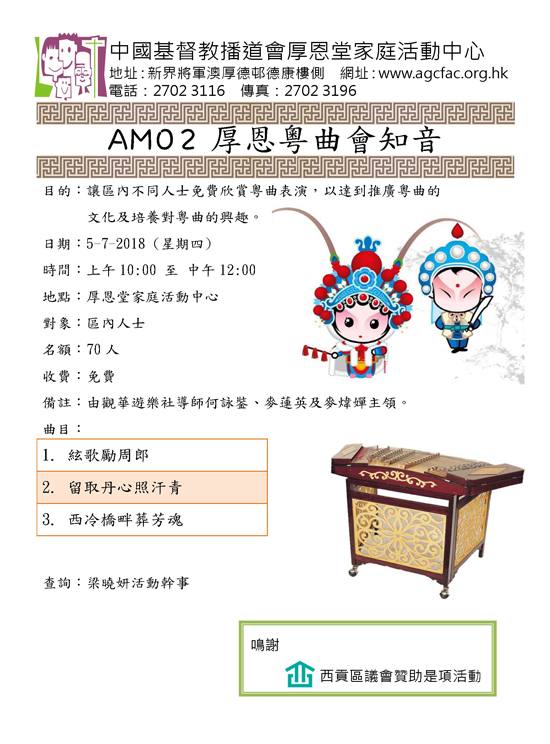 中國基督教播道會厚恩堂家庭活動中心
地址：新界將軍澳厚德邨德康樓側　網址：www.agcfac.org.hk
電話：2702 3116　傳真：2702 3196
AM02 厚恩粵曲會知音
目的：讓區內不同人士免費欣賞粵曲表演，以達到推廣粵曲的
文化及培養對粵曲的興趣。
日期：5-7-2018（星期四）
時間：上午10:00 至 中午12:00
地點：厚恩堂家庭活動中心
對象：區內人士
名額：70人
收費：免費
備註：由觀華遊樂社導師何詠鋻、麥蓮英及麥煒嬋主領。
曲目：
1. 絃歌勵周郎
2. 留取丹心照汗青
3. 西冷橋畔葬芳魂
查詢：梁曉妍活動幹事
鳴謝
西貢區議會贊助是項活動